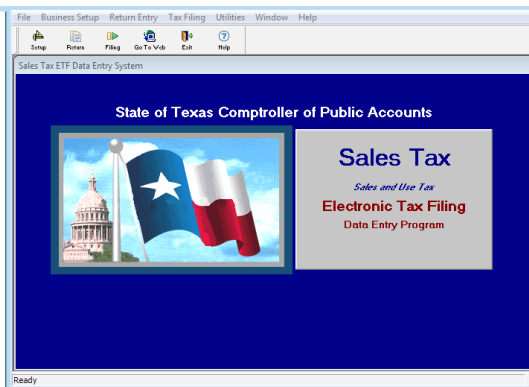 File Business Setup Return Entry Tax Filing Utilities Window Help
Setup Return Filing Go To Web Exit Help
Sales Tax ETF Data Entry System
State of Texas Comptroller of Public Accounts
Sales Tax
Sales and Use Tax
Electronic Tax Filing
Data Entry Program
Ready